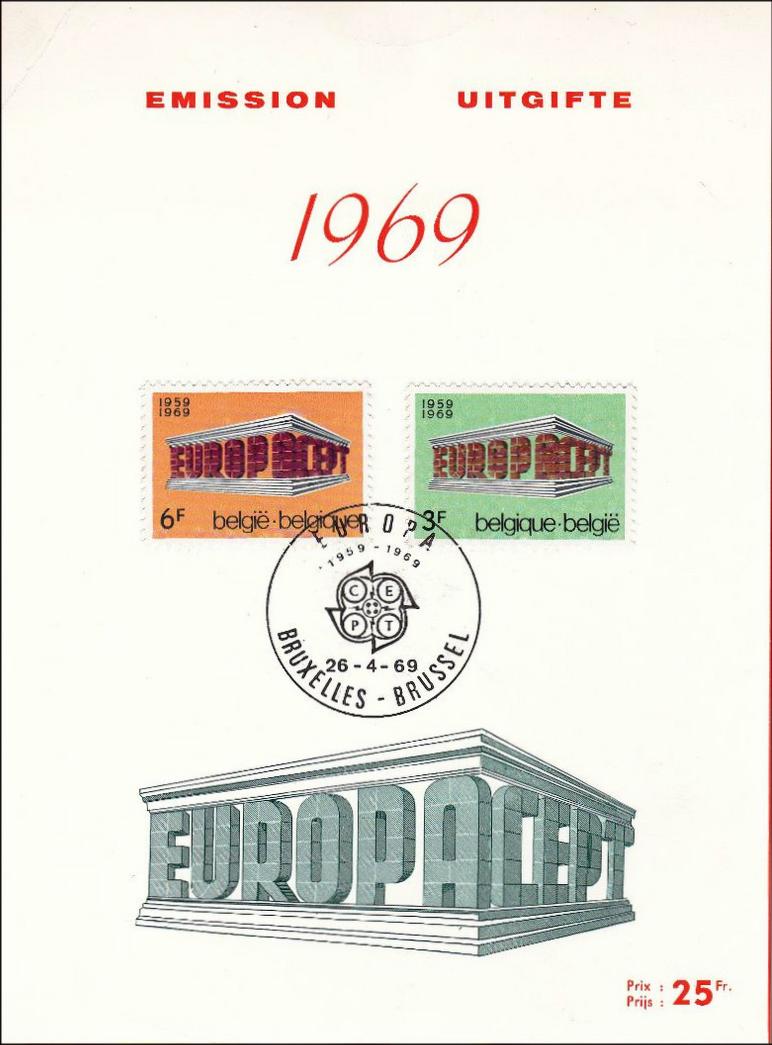 EMISSION UITGIFTE
1969
1959
1969
EUROPA CEPT
6F belgië·belgique
1959
1969
EUROPA CEPT
3F belgique·belgië
EUROPA
1959-1969
C E
P T
26-4-69
BRUXELLES - BRUSSEL
EUROPA CEPT
Prix :
Prijs : 25 Fr.